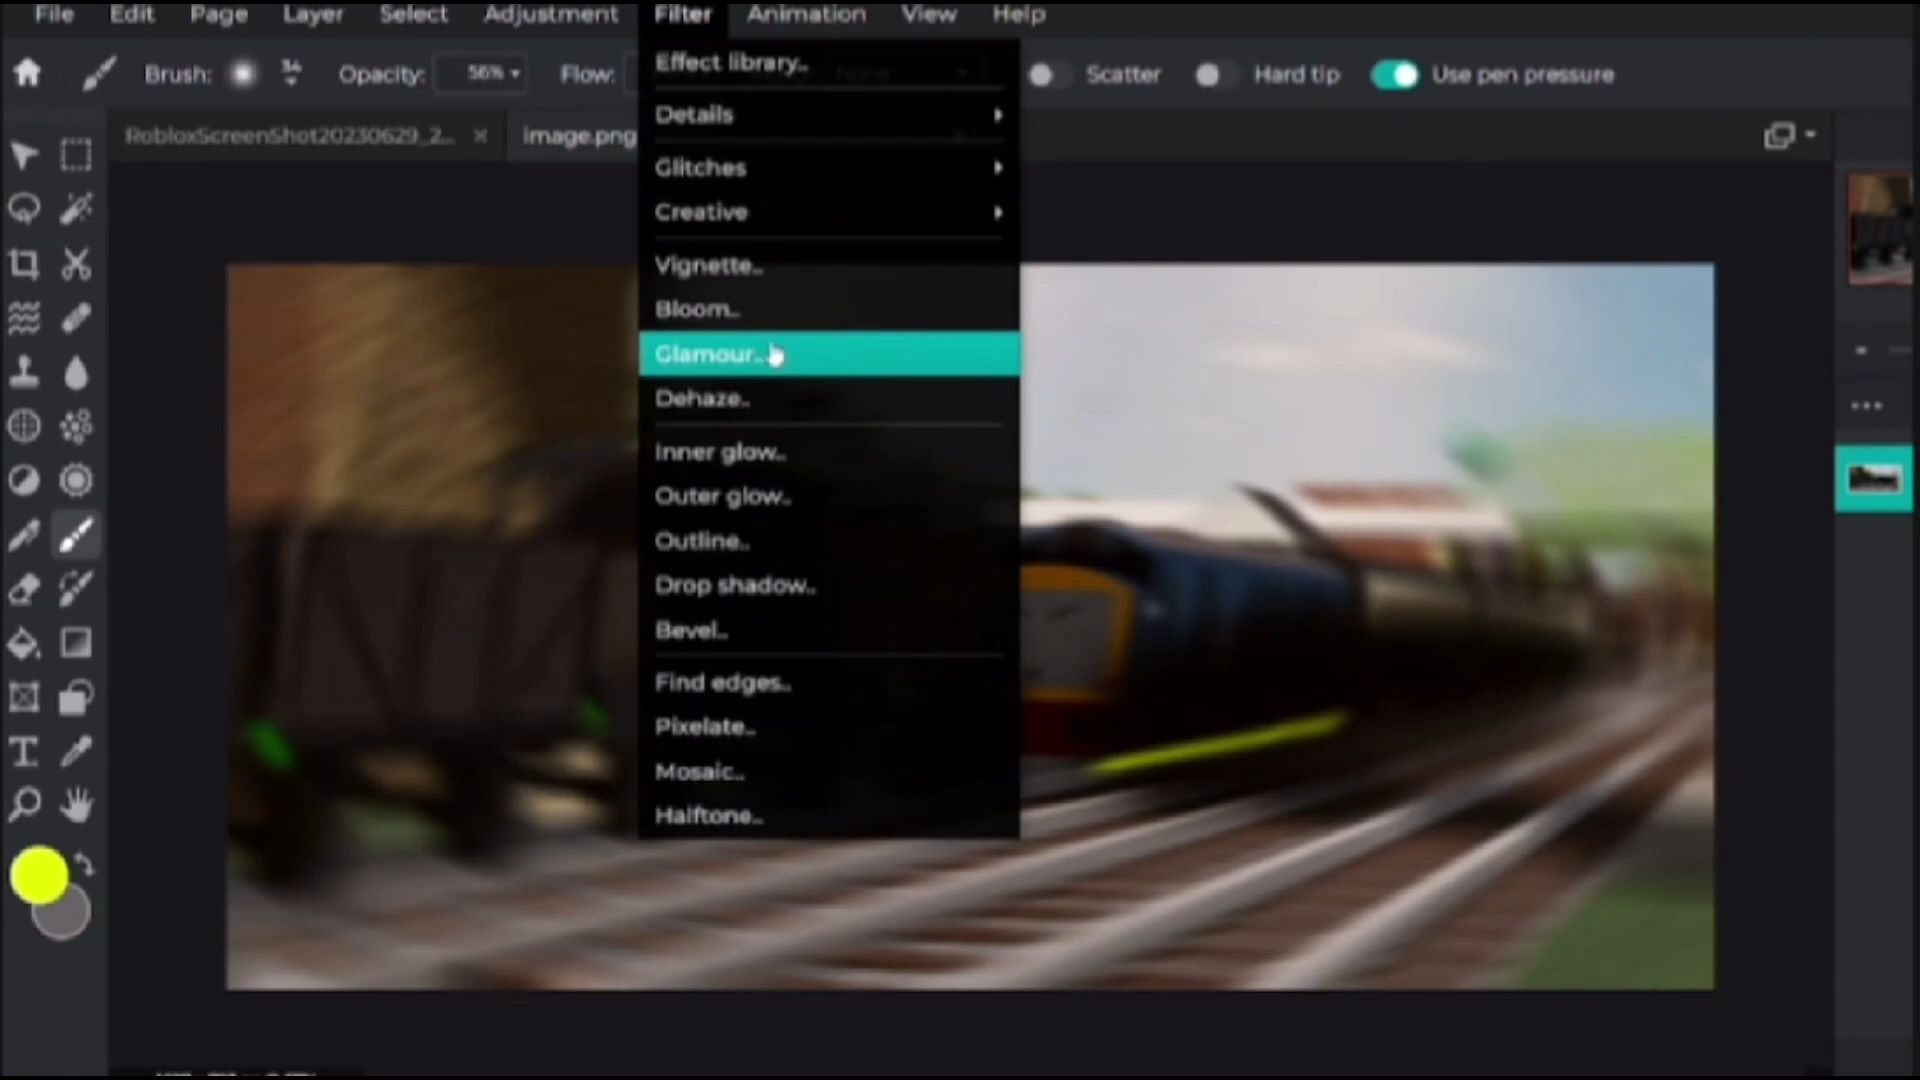 File Edit Page Layer Select Adjustment Filter Animation View Help
Brush: 34 Opacity: 56% Flow: None Scatter Hard tip Use pen pressure
RobloxScreenShot20230629_2... × image.png
Effect library..
Details
Glitches
Creative
Vignette..
Bloom..
Glamour..
Dehaze..
Inner glow..
Outer glow..
Outline..
Drop shadow..
Bevel..
Find edges..
Pixelate..
Mosaic..
Halftone..